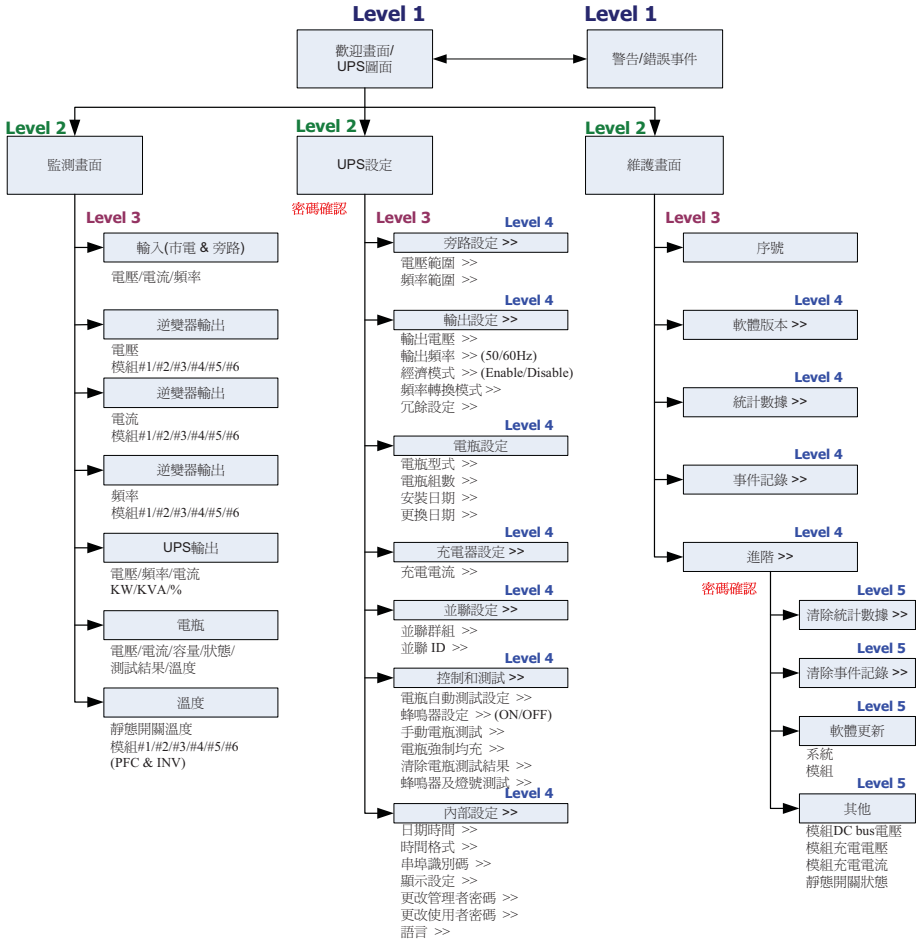 Level 1
Level 1
歡迎畫面/
UPS圖面
警告/錯誤事件
Level 2
監測畫面
Level 3
輸入(市電 & 旁路)
電壓/電流/頻率
逆變器輸出
電壓
模組#1/#2/#3/#4/#5/#6
逆變器輸出
電流
模組#1/#2/#3/#4/#5/#6
逆變器輸出
頻率
模組#1/#2/#3/#4/#5/#6
UPS輸出
電壓/頻率/電流
KW/KVA/%
電瓶
電壓/電流/容量/狀態/
測試結果/溫度
溫度
靜態開關溫度
模組#1/#2/#3/#4/#5/#6
(PFC & INV)
Level 2
UPS設定
密碼確認
Level 3
Level 4
旁路設定 >>
電壓範圍 >>
頻率範圍 >>
Level 4
輸出設定 >>
輸出電壓 >>
輸出頻率 >> (50/60Hz)
經濟模式 >> (Enable/Disable)
頻率轉換模式 >>
冗餘設定 >>
Level 4
電瓶設定
電瓶型式 >>
電瓶組數 >>
安裝日期 >>
更換日期 >>
Level 4
充電器設定 >>
充電電流 >>
Level 4
並聯設定 >>
並聯群組 >>
並聯 ID >>
Level 4
控制和測試 >>
電瓶自動測試設定 >>
蜂鳴器設定 >> (ON/OFF)
手動電瓶測試 >>
電瓶強制均充 >>
清除電瓶測試結果 >>
蜂鳴器及燈號測試 >>
Level 4
內部設定 >>
日期時間 >>
時間格式 >>
串埠識別碼 >>
顯示設定 >>
更改管理者密碼 >>
更改使用者密碼 >>
語言 >>
Level 2
維護畫面
Level 3
序號
Level 4
軟體版本 >>
Level 4
統計數據 >>
Level 4
事件記錄 >>
Level 4
進階 >>
密碼確認
Level 5
清除統計數據 >>
Level 5
清除事件記錄 >>
Level 5
軟體更新
系統
模組
Level 5
其他
模組DC bus電壓
模組充電電壓
模組充電電流
靜態開關狀態